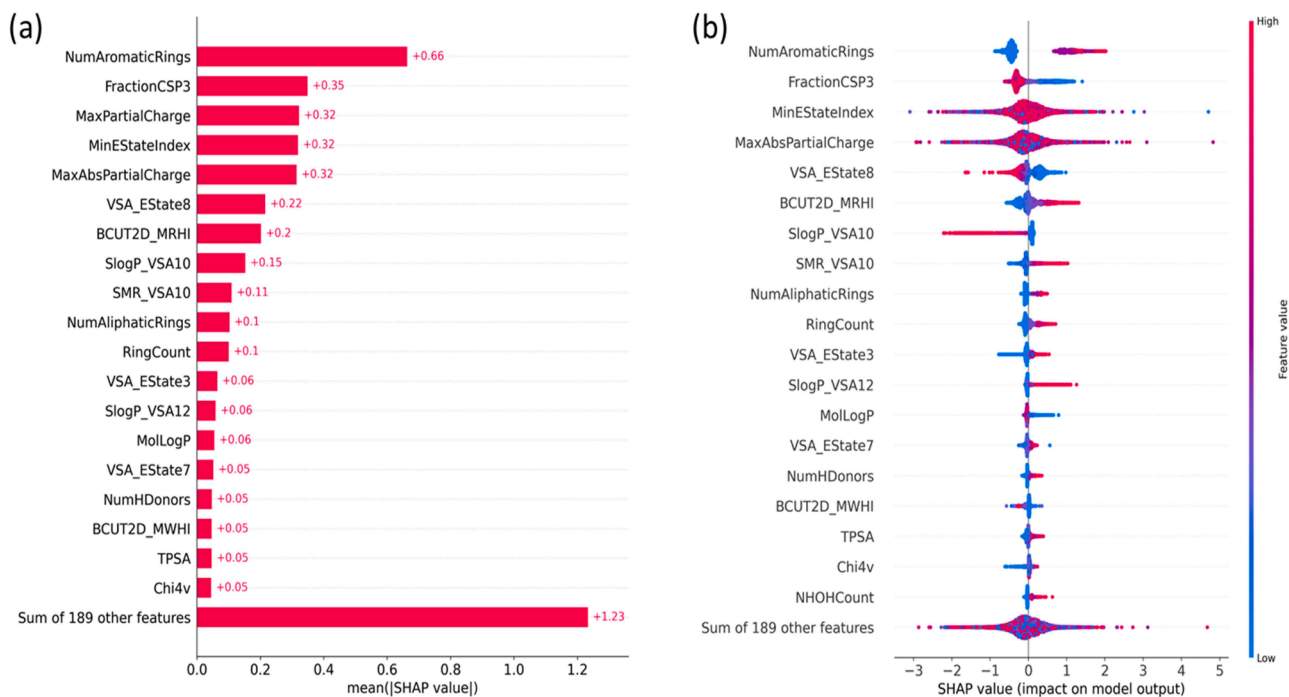 (a)
NumAromaticRings +0.66
FractionCSP3 +0.35
MaxPartialCharge +0.32
MinEStateIndex +0.32
MaxAbsPartialCharge +0.32
VSA_EState8 +0.22
BCUT2D_MRHI +0.2
SlogP_VSA10 +0.15
SMR_VSA10 +0.11
NumAliphaticRings +0.1
RingCount +0.1
VSA_EState3 +0.06
SlogP_VSA12 +0.06
MolLogP +0.06
VSA_EState7 +0.05
NumHDonors +0.05
BCUT2D_MWHI +0.05
TPSA +0.05
Chi4v +0.05
Sum of 189 other features +1.23
0.0 0.2 0.4 0.6 0.8 1.0 1.2
mean(|SHAP value|)
(b)
NumAromaticRings
FractionCSP3
MinEStateIndex
MaxAbsPartialCharge
VSA_EState8
BCUT2D_MRHI
SlogP_VSA10
SMR_VSA10
NumAliphaticRings
RingCount
VSA_EState3
SlogP_VSA12
MolLogP
VSA_EState7
NumHDonors
BCUT2D_MWHI
TPSA
Chi4v
NHOHCount
Sum of 189 other features
−3 −2 −1 0 1 2 3 4 5
SHAP value (impact on model output)
High
Feature value
Low